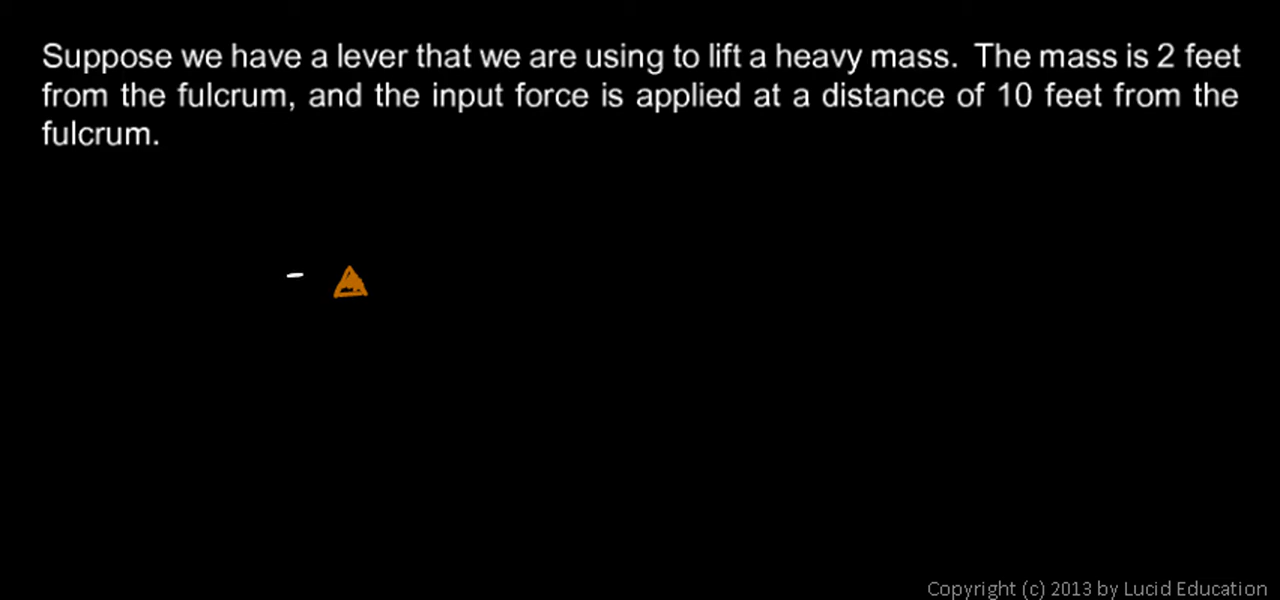 Suppose we have a lever that we are using to lift a heavy mass.  The mass is 2 feet
from the fulcrum, and the input force is applied at a distance of 10 feet from the
fulcrum.
Copyright (c) 2013 by Lucid Education